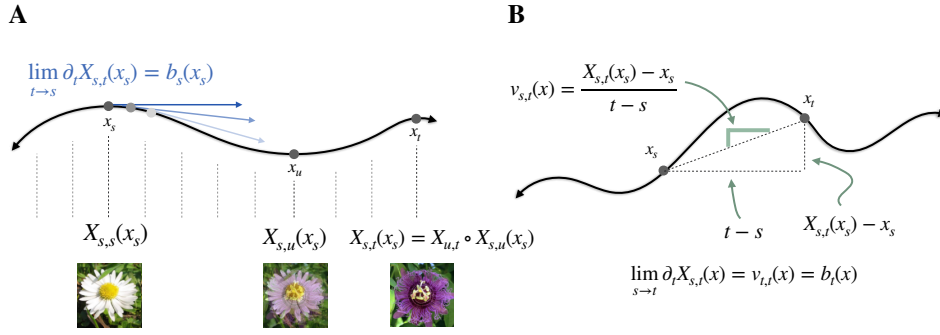 A
lim_{t→s} ∂_t X_{s,t}(x_s) = b_s(x_s)
x_s
x_u
x_t
X_{s,s}(x_s)
X_{s,u}(x_s)
X_{s,t}(x_s) = X_{u,t} ∘ X_{s,u}(x_s)
B
v_{s,t}(x) = \frac{X_{s,t}(x_s) − x_s}{t − s}
x_t
x_s
t − s
X_{s,t}(x_s) − x_s
lim_{s→t} ∂_t X_{s,t}(x) = v_{t,t}(x) = b_t(x)